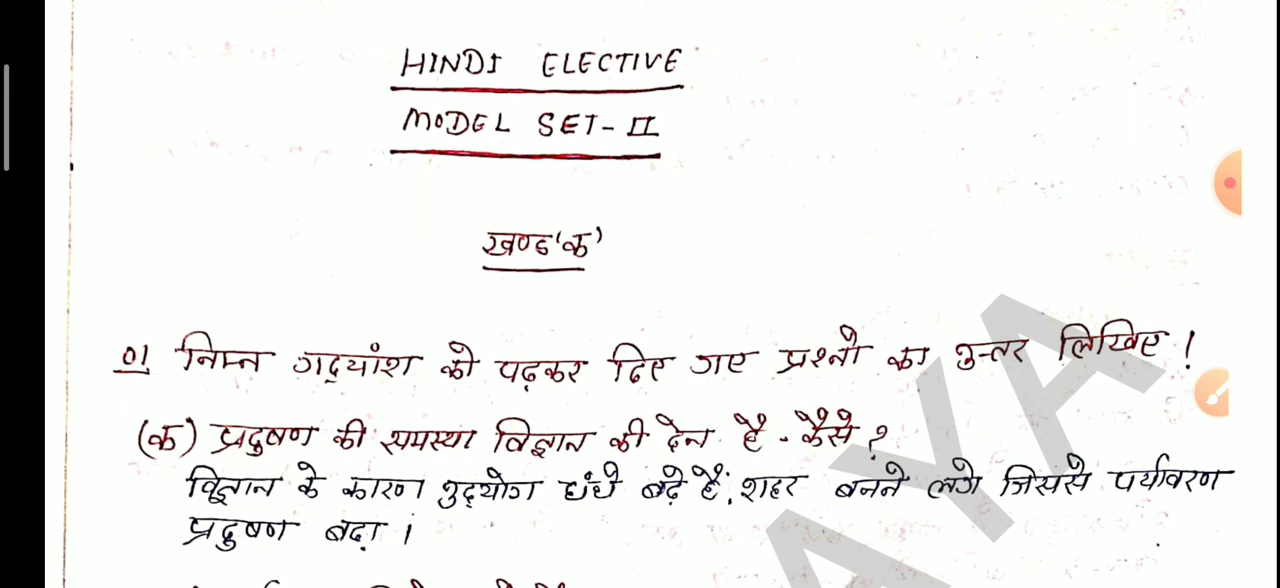 HINDI ELECTIVE
MODEL SET-II
खण्ड 'क'
01 निम्न गद्यांश को पढ़कर दिए गए प्रश्नो का उत्तर लिखिए !
(क) प्रदुषण की समस्या विज्ञान की देन है - कैसे ?
विज्ञान के कारण उद्योग धंधे बढ़े हैं, शहर बनने लगे जिससे पर्यावरण
प्रदुषण बढ़ा ।